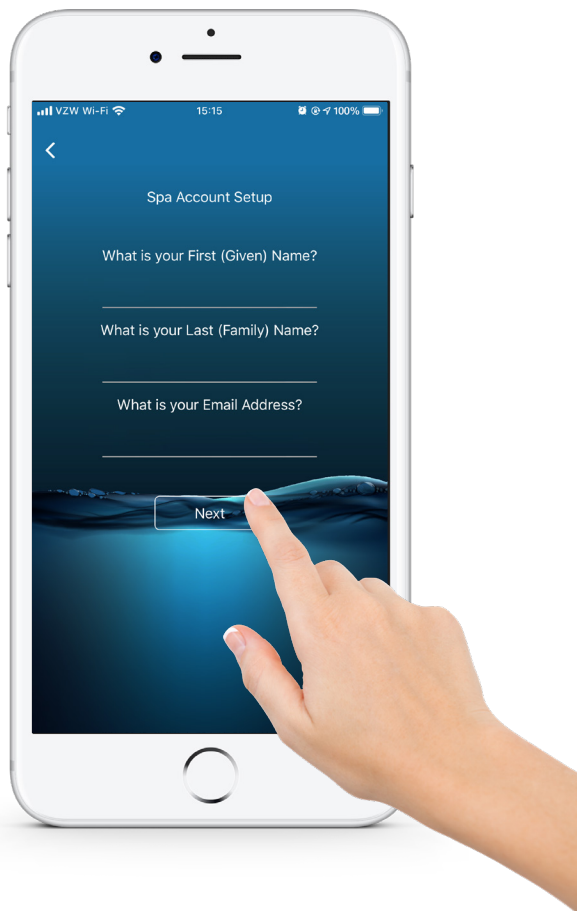 VZW Wi-Fi 15:15 100%
Spa Account Setup
What is your First (Given) Name?
What is your Last (Family) Name?
What is your Email Address?
Next